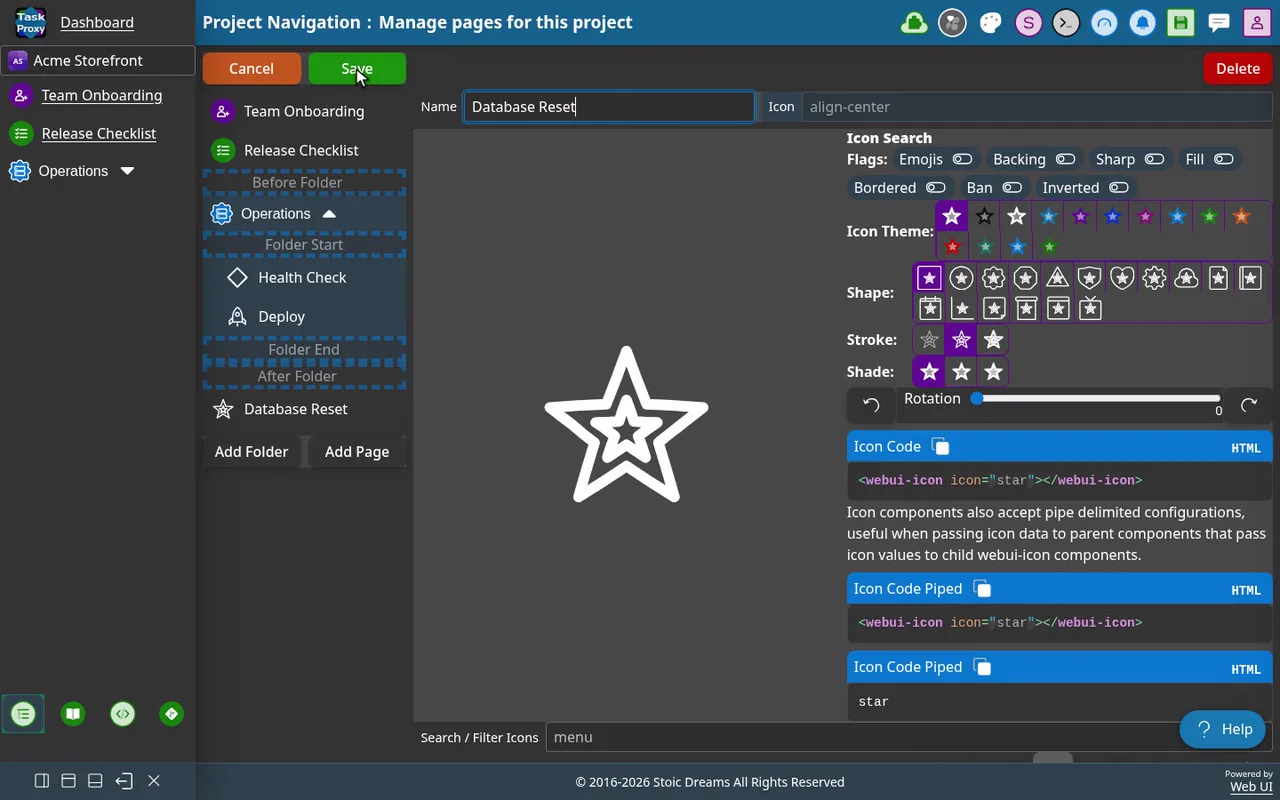 Task Proxy
Dashboard
Project Navigation : Manage pages for this project
S
AS
Acme Storefront
Team Onboarding
Release Checklist
Operations
Cancel
Save
Delete
Team Onboarding
Release Checklist
Before Folder
Operations
Folder Start
Health Check
Deploy
Folder End
After Folder
Database Reset
Add Folder
Add Page
Name
Database Reset
Icon
align-center
Icon Search
Flags:
Emojis
Backing
Sharp
Fill
Bordered
Ban
Inverted
Icon Theme:
Shape:
Stroke:
Shade:
Rotation
0
Icon Code
HTML
<webui-icon icon="star"></webui-icon>
Icon components also accept pipe delimited configurations,
useful when passing icon data to parent components that pass
icon values to child webui-icon components.
Icon Code Piped
HTML
<webui-icon icon="star"></webui-icon>
Icon Code Piped
HTML
star
Search / Filter Icons
menu
? Help
© 2016-2026 Stoic Dreams All Rights Reserved
Powered by
Web UI